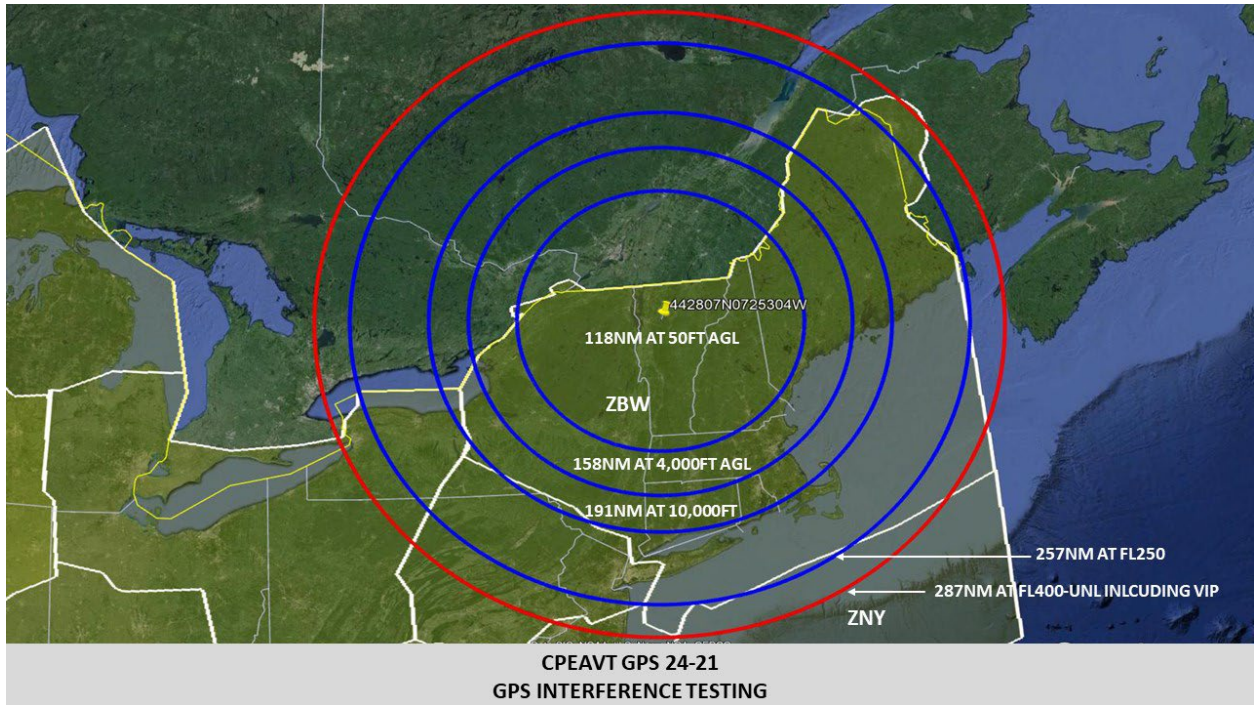 442807N0725304W
118NM AT 50FT AGL
ZBW
158NM AT 4,000FT AGL
191NM AT 10,000FT
257NM AT FL250
287NM AT FL400-UNL INLCUDING VIP
ZNY
CPEAVT GPS 24-21
GPS INTERFERENCE TESTING